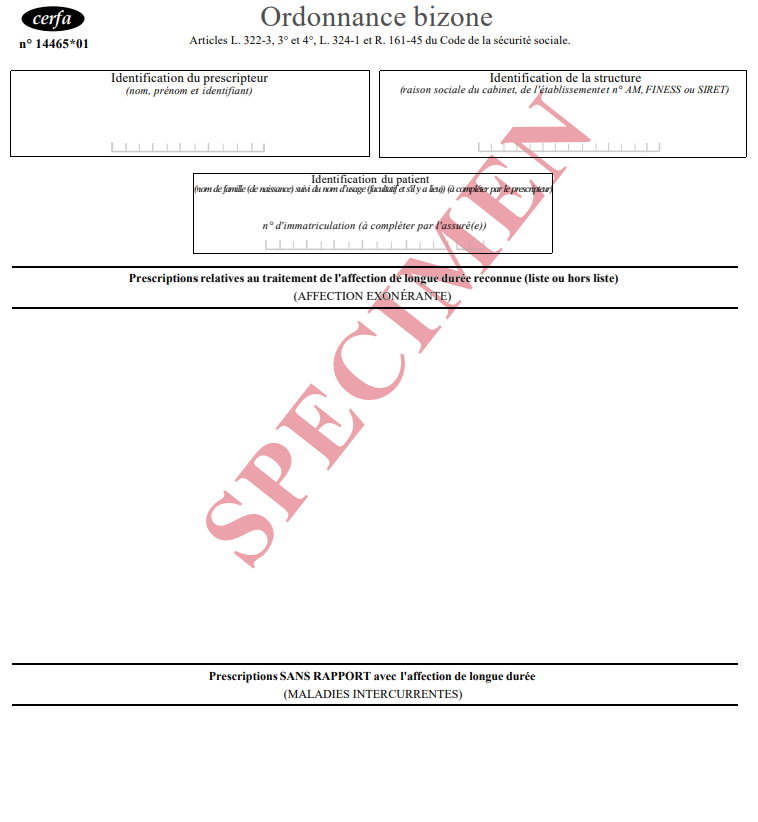 cerfa
n° 14465*01
Ordonnance bizone
Articles L. 322-3, 3° et 4°, L. 324-1 et R. 161-45 du Code de la sécurité sociale.
Identification du prescripteur
(nom, prénom et identifiant)
Identification de la structure
(raison sociale du cabinet, de l'établissement et n° AM, FINESS ou SIRET)
Identification du patient
(nom de famille (de naissance) suivi du nom d'usage (facultatif et s'il y a lieu)) (à compléter par le prescripteur)
n° d'immatriculation (à compléter par l'assuré(e))
Prescriptions relatives au traitement de l'affection de longue durée reconnue (liste ou hors liste)
(AFFECTION EXONÉRANTE)
SPECIMEN
Prescriptions SANS RAPPORT avec l'affection de longue durée
(MALADIES INTERCURRENTES)